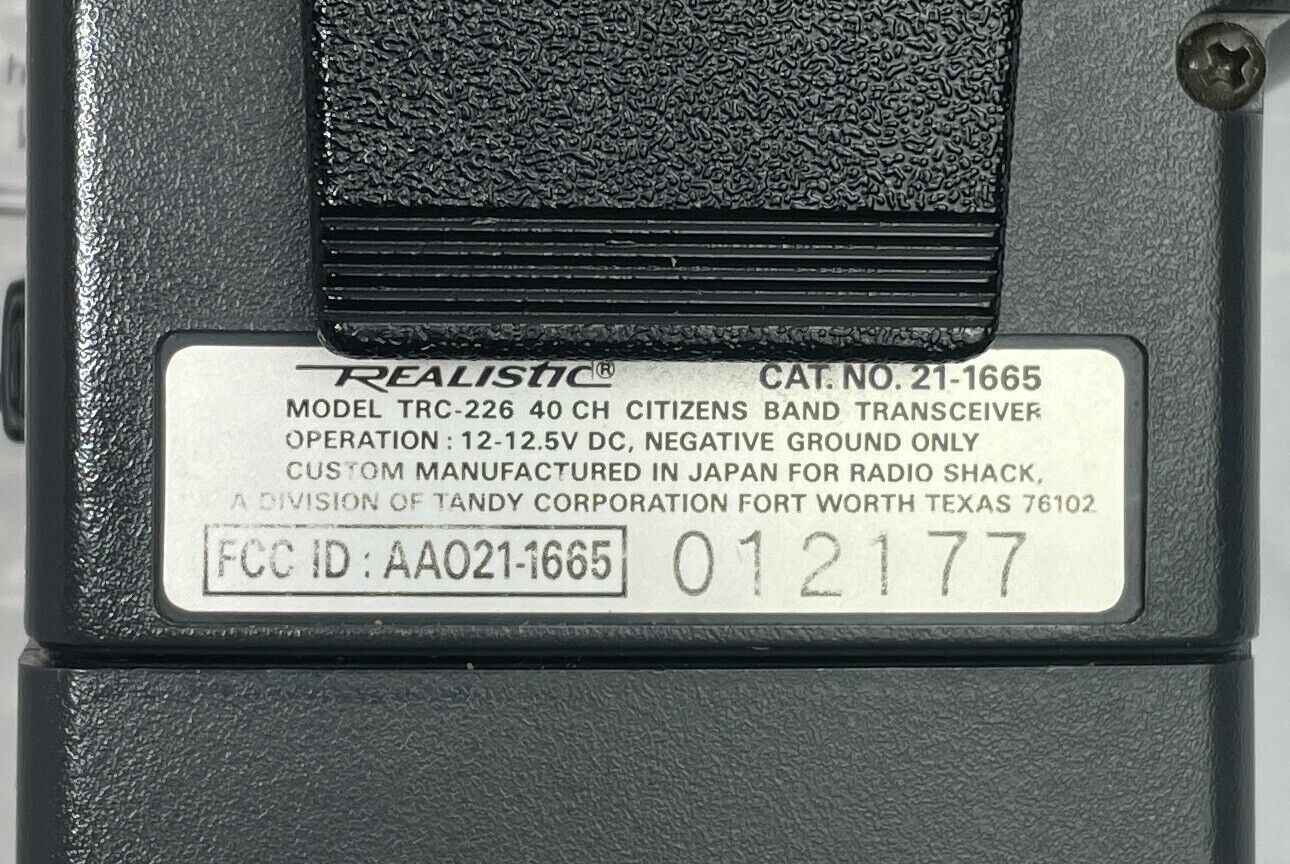 REALISTIC® CAT. NO. 21-1665
MODEL TRC-226 40 CH CITIZENS BAND TRANSCEIVER
OPERATION : 12-12.5V DC, NEGATIVE GROUND ONLY
CUSTOM MANUFACTURED IN JAPAN FOR RADIO SHACK,
A DIVISION OF TANDY CORPORATION FORT WORTH TEXAS 76102
FCC ID : AAO21-1665 012177